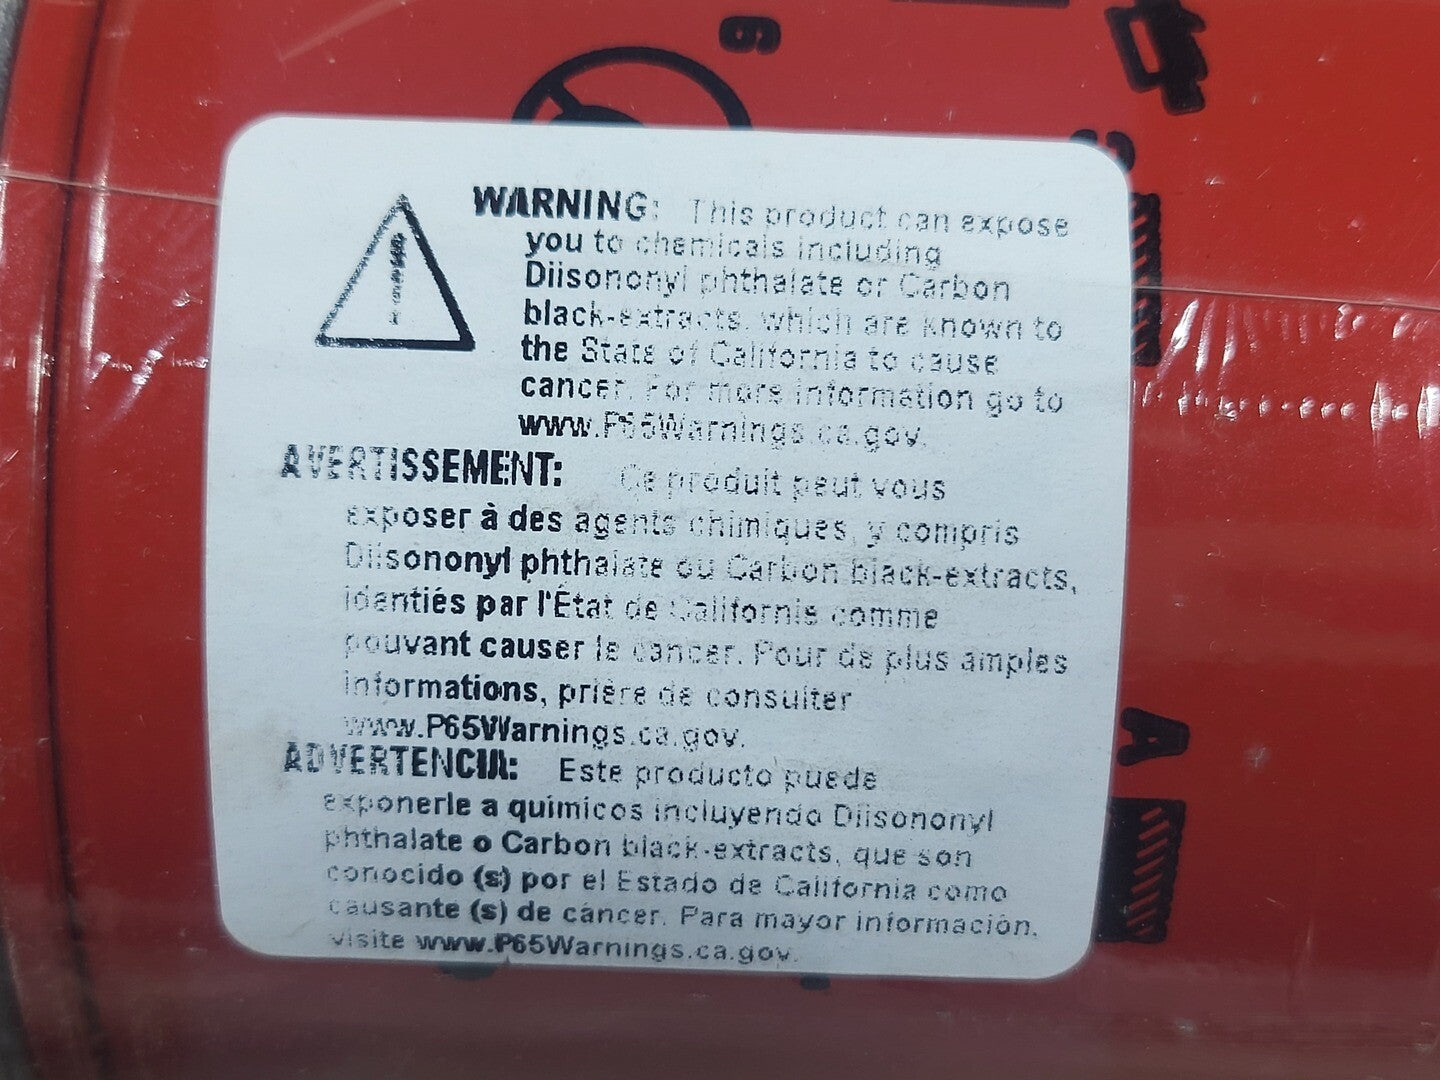 6
WARNING: This product can expose
you to chemicals including
Diisononyl phthalate or Carbon
black-extracts, which are known to
the State of California to cause
cancer. For more information go to
www.P65Warnings.ca.gov.
AVERTISSEMENT: Ce produit peut vous
exposer à des agents chimiques, y compris
Diisononyl phthalate ou Carbon black-extracts,
identiés par l'État de Californie comme
pouvant causer le cancer. Pour de plus amples
informations, prière de consulter
www.P65Warnings.ca.gov.
ADVERTENCIA: Este producto puede
exponerle a químicos incluyendo Diisononyl
phthalate o Carbon black-extracts, que son
conocido (s) por el Estado de California como
causante (s) de cáncer. Para mayor información,
visite www.P65Warnings.ca.gov.
A